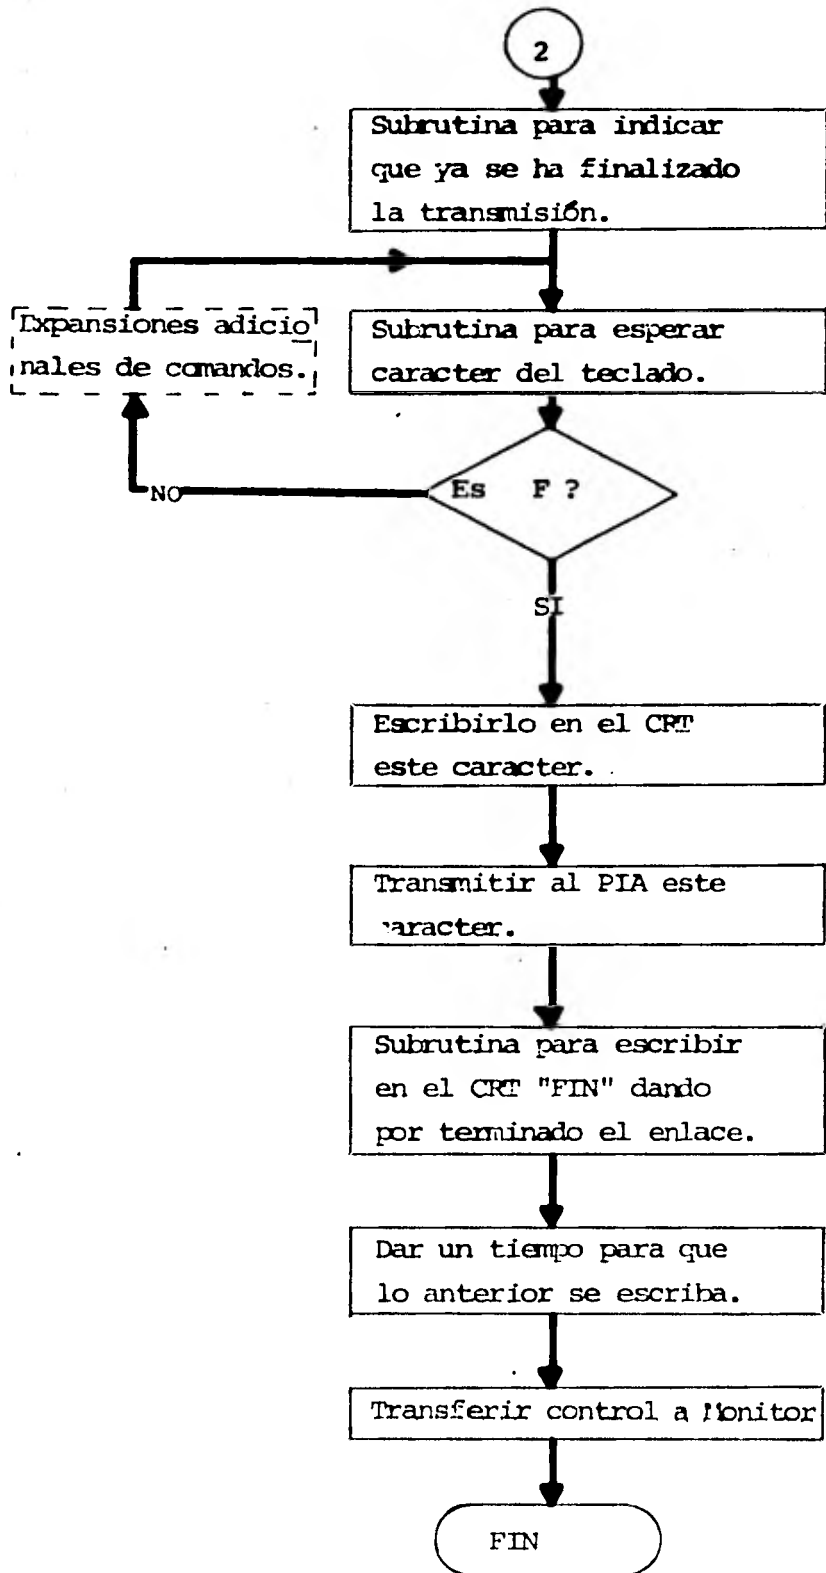 2
Subrutina para indicar
que ya se ha finalizado
la transmisión.
Expansiones adicio
nales de comandos.
Subrutina para esperar
caracter del teclado.
Es F ?
NO
SI
Escribirlo en el CRT
este caracter.
Transmitir al PIA este
caracter.
Subrutina para escribir
en el CRT "FIN" dando
por terminado el enlace.
Dar un tiempo para que
lo anterior se escriba.
Transferir control a Monitor
FIN